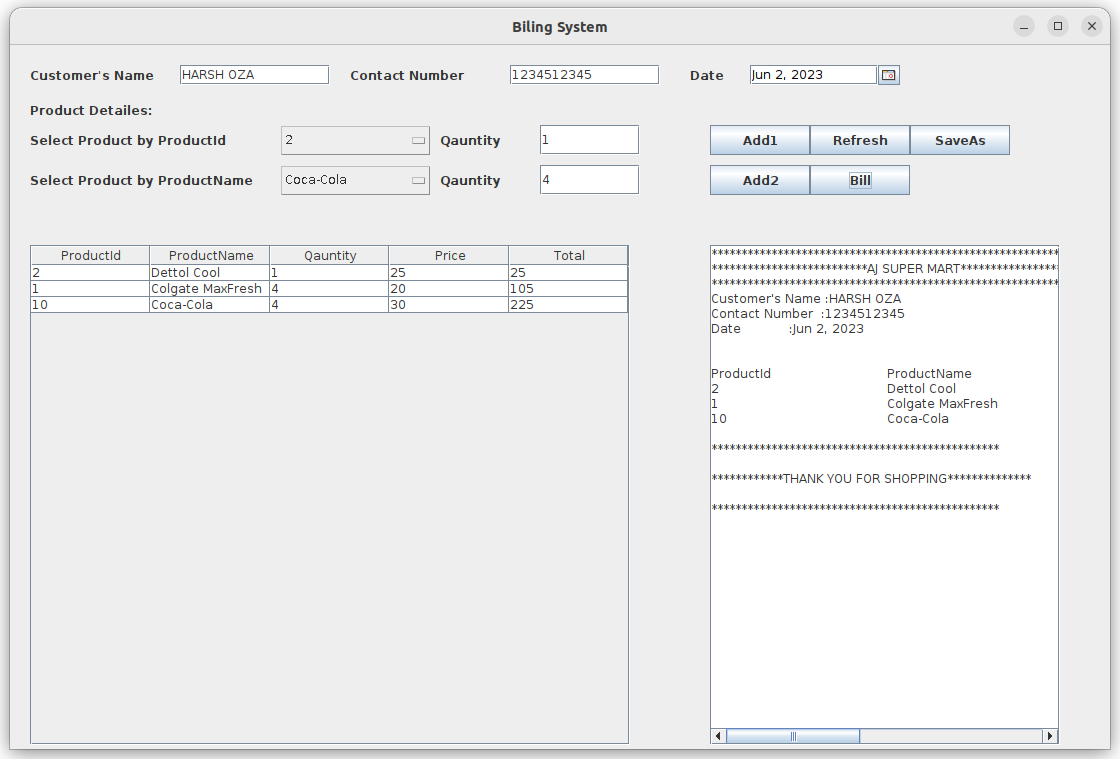 Biling System
Customer's Name HARSH OZA Contact Number 1234512345 Date Jun 2, 2023
Product Detailes:
Select Product by ProductId 2 Qauntity 1 Add1 Refresh SaveAs
Select Product by ProductName Coca-Cola Qauntity 4 Add2 Bill
ProductId ProductName Qauntity Price Total
2 Dettol Cool 1 25 25
1 Colgate MaxFresh 4 20 105
10 Coca-Cola 4 30 225
**********************************************************
**************************AJ SUPER MART****************
**********************************************************
Customer's Name :HARSH OZA
Contact Number :1234512345
Date :Jun 2, 2023
ProductId ProductName
2 Dettol Cool
1 Colgate MaxFresh
10 Coca-Cola
************************************************
************THANK YOU FOR SHOPPING**************
************************************************